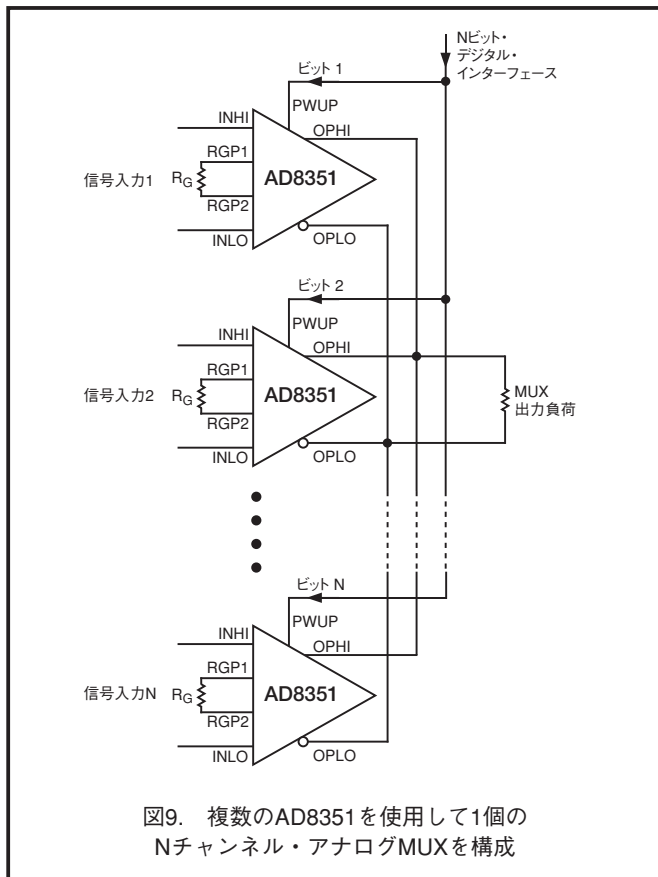 Nビット・
デジタル・
インターフェース
ビット 1
PWUP
INHI
OPHI
RGP1
信号入力1
RG
AD8351
RGP2
INLO
OPLO
ビット 2
PWUP
INHI
OPHI
RGP1
信号入力2
RG
AD8351
RGP2
INLO
OPLO
MUX
出力負荷
ビット N
PWUP
INHI
OPHI
RGP1
信号入力N
RG
AD8351
RGP2
INLO
OPLO
図9. 複数のAD8351を使用して1個の
Nチャンネル・アナログMUXを構成